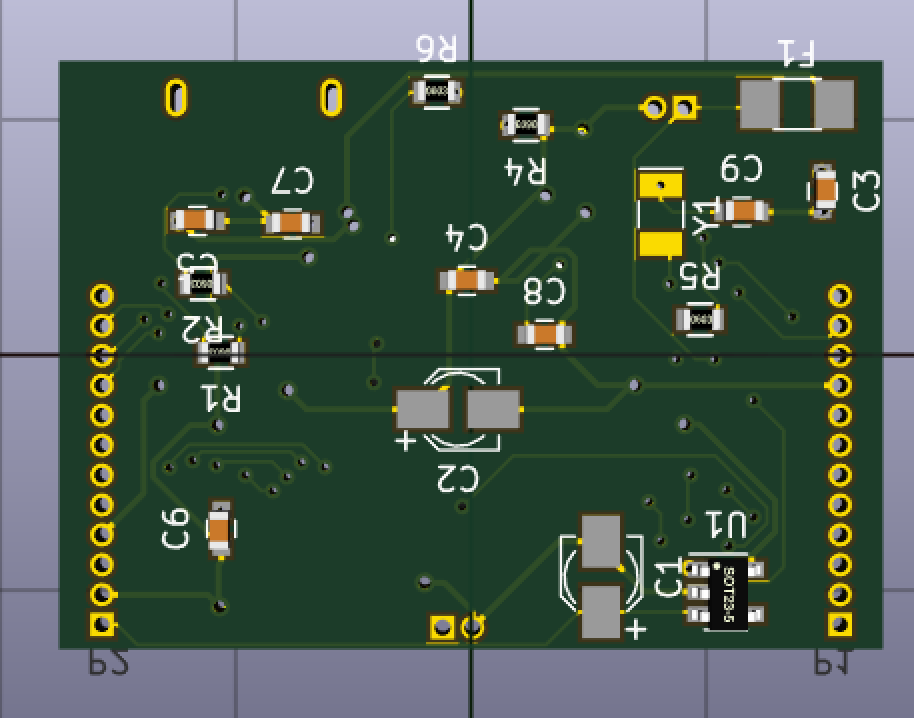 R6
F1
R4
C7
C9
C3
Y1
C4
C5
R5
C8
R2
R1
C2
+
C6
U1
C1
SOT23-5
+
P2
P1